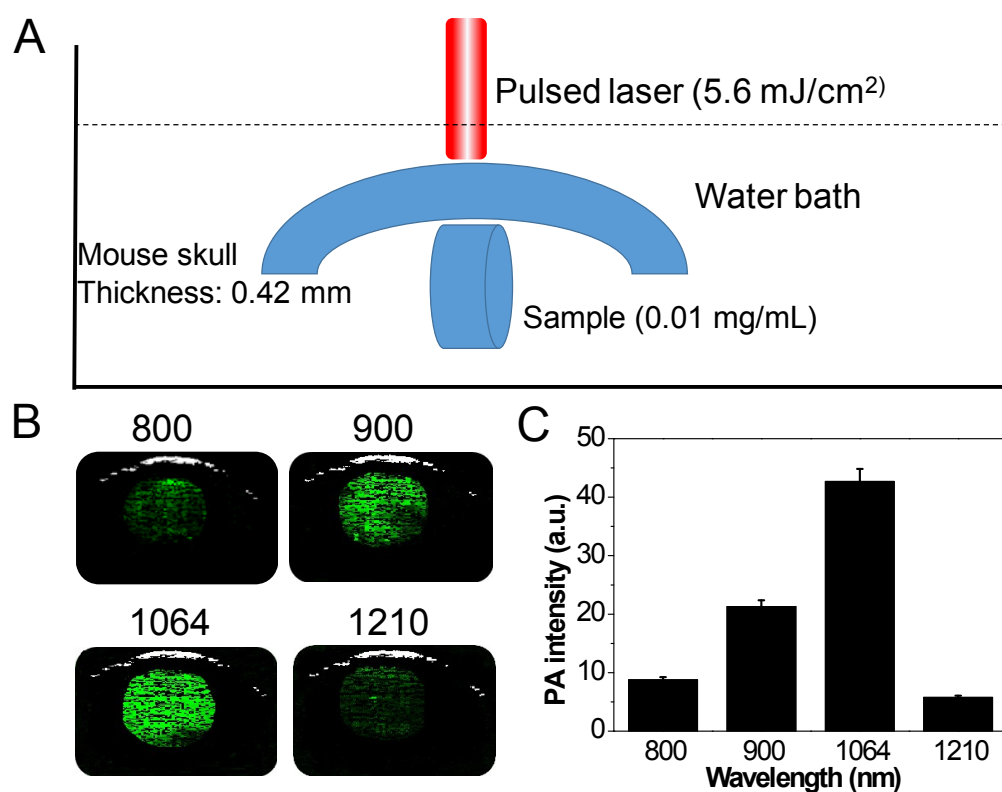 A
Pulsed laser (5.6 mJ/cm²⁾
Water bath
Mouse skull
Thickness: 0.42 mm
Sample (0.01 mg/mL)
B
800
900
1064
1210
C
PA intensity (a.u.)
50
40
30
20
10
0
800 900 1064 1210
Wavelength (nm)